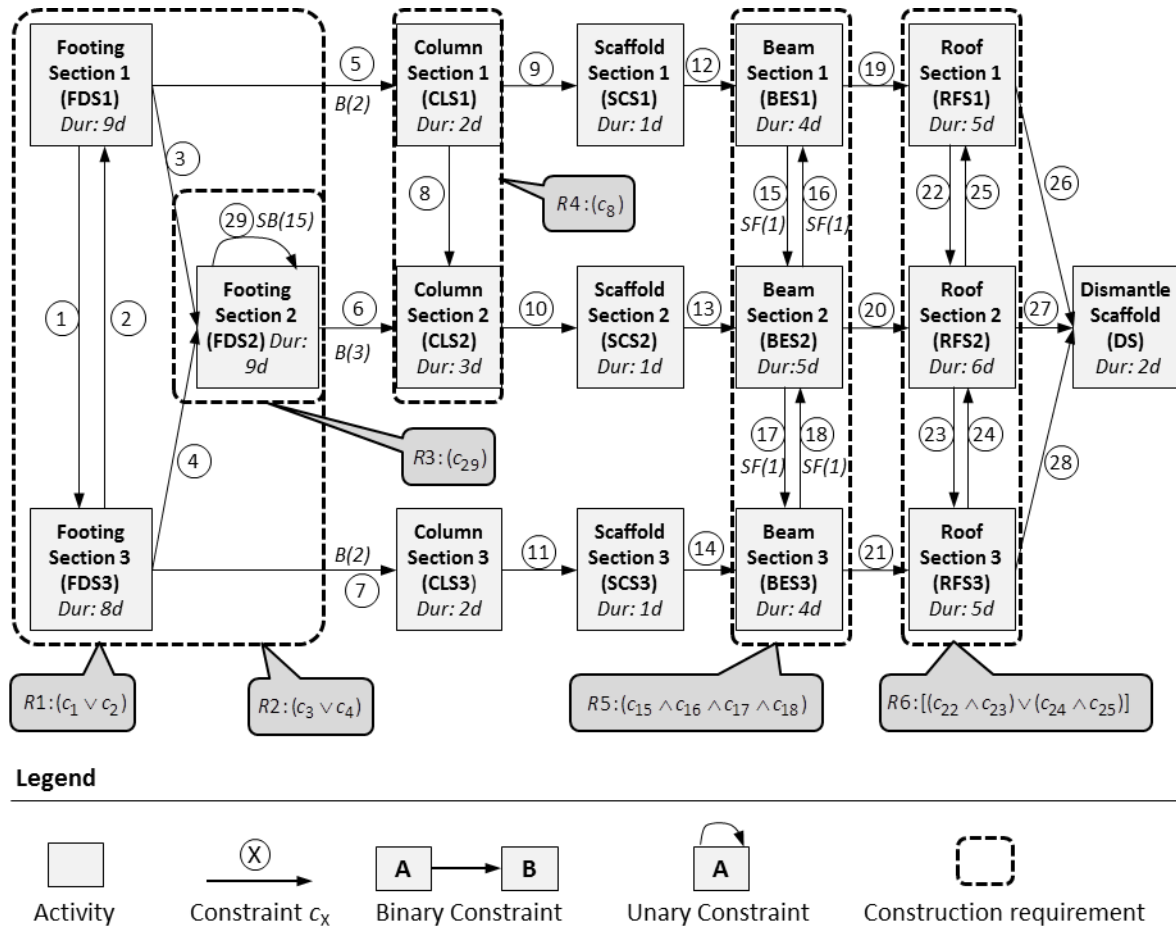 Footing
Section 1
(FDS1)
Dur: 9d
5
B(2)
Column
Section 1
(CLS1)
Dur: 2d
9
Scaffold
Section 1
(SCS1)
Dur: 1d
12
Beam
Section 1
(BES1)
Dur: 4d
19
Roof
Section 1
(RFS1)
Dur: 5d
3
8
R4:(c8)
15
SF(1)
16
SF(1)
22
25
26
29
SB(15)
1
2
Footing
Section 2
(FDS2) Dur:
9d
6
B(3)
Column
Section 2
(CLS2)
Dur: 3d
10
Scaffold
Section 2
(SCS2)
Dur: 1d
13
Beam
Section 2
(BES2)
Dur:5d
20
Roof
Section 2
(RFS2)
Dur: 6d
27
Dismantle
Scaffold
(DS)
Dur: 2d
4
R3:(c29)
17
SF(1)
18
SF(1)
23
24
28
Footing
Section 3
(FDS3)
Dur: 8d
B(2)
7
Column
Section 3
(CLS3)
Dur: 2d
11
Scaffold
Section 3
(SCS3)
Dur: 1d
14
Beam
Section 3
(BES3)
Dur: 4d
21
Roof
Section 3
(RFS3)
Dur: 5d
R1:(c1 ∨ c2)
R2:(c3 ∨ c4)
R5:(c15 ∧ c16 ∧ c17 ∧ c18)
R6:[(c22 ∧ c23)∨(c24 ∧ c25)]
Legend
X
A
B
A
Activity
Constraint cX
Binary Constraint
Unary Constraint
Construction requirement